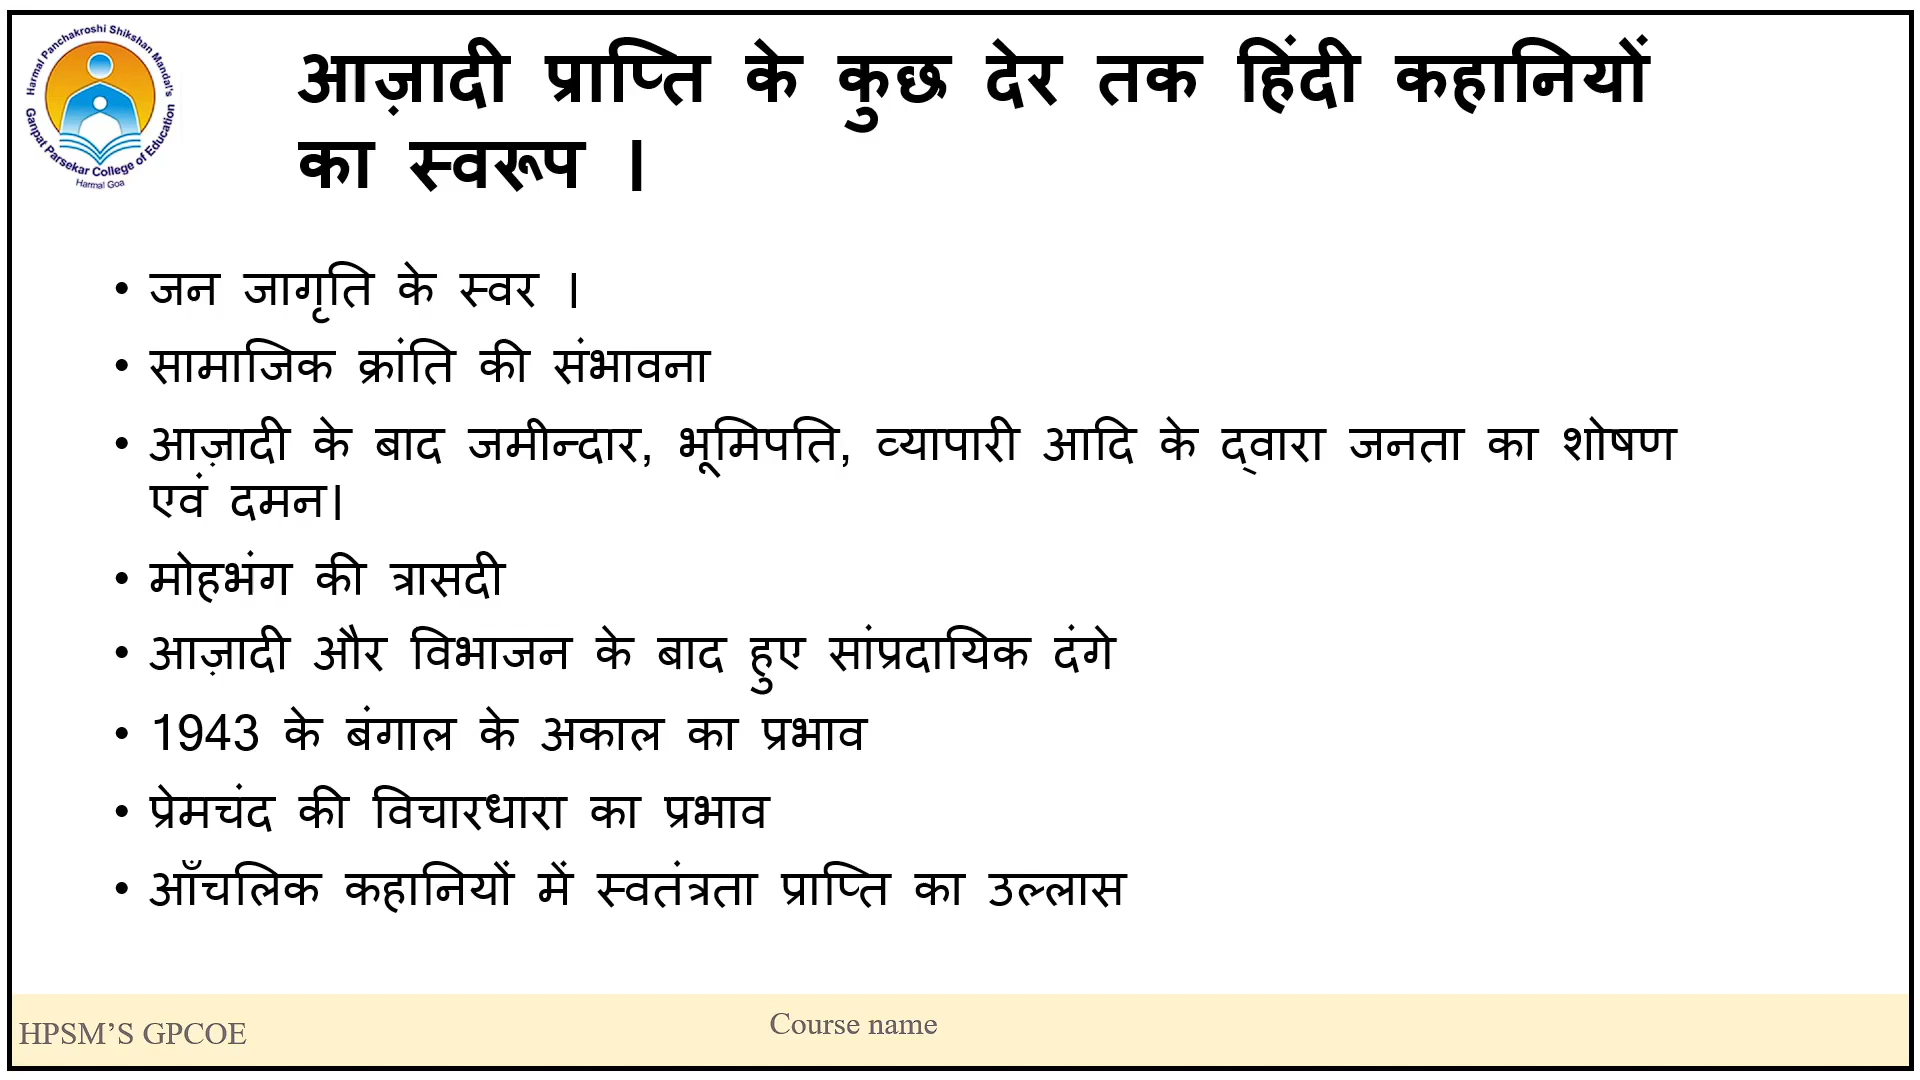 Harmal Panchakroshi Shikshan Mandal's
Ganpat Parsekar College of Education
Harmal Goa
आज़ादी प्राप्ति के कुछ देर तक हिंदी कहानियों
का स्वरूप ।
• जन जागृति के स्वर ।
• सामाजिक क्रांति की संभावना
• आज़ादी के बाद जमीन्दार, भूमिपति, व्यापारी आदि के द्वारा जनता का शोषण
एवं दमन।
• मोहभंग की त्रासदी
• आज़ादी और विभाजन के बाद हुए सांप्रदायिक दंगे
• 1943 के बंगाल के अकाल का प्रभाव
• प्रेमचंद की विचारधारा का प्रभाव
• आँचलिक कहानियों में स्वतंत्रता प्राप्ति का उल्लास
HPSM’S GPCOE
Course name